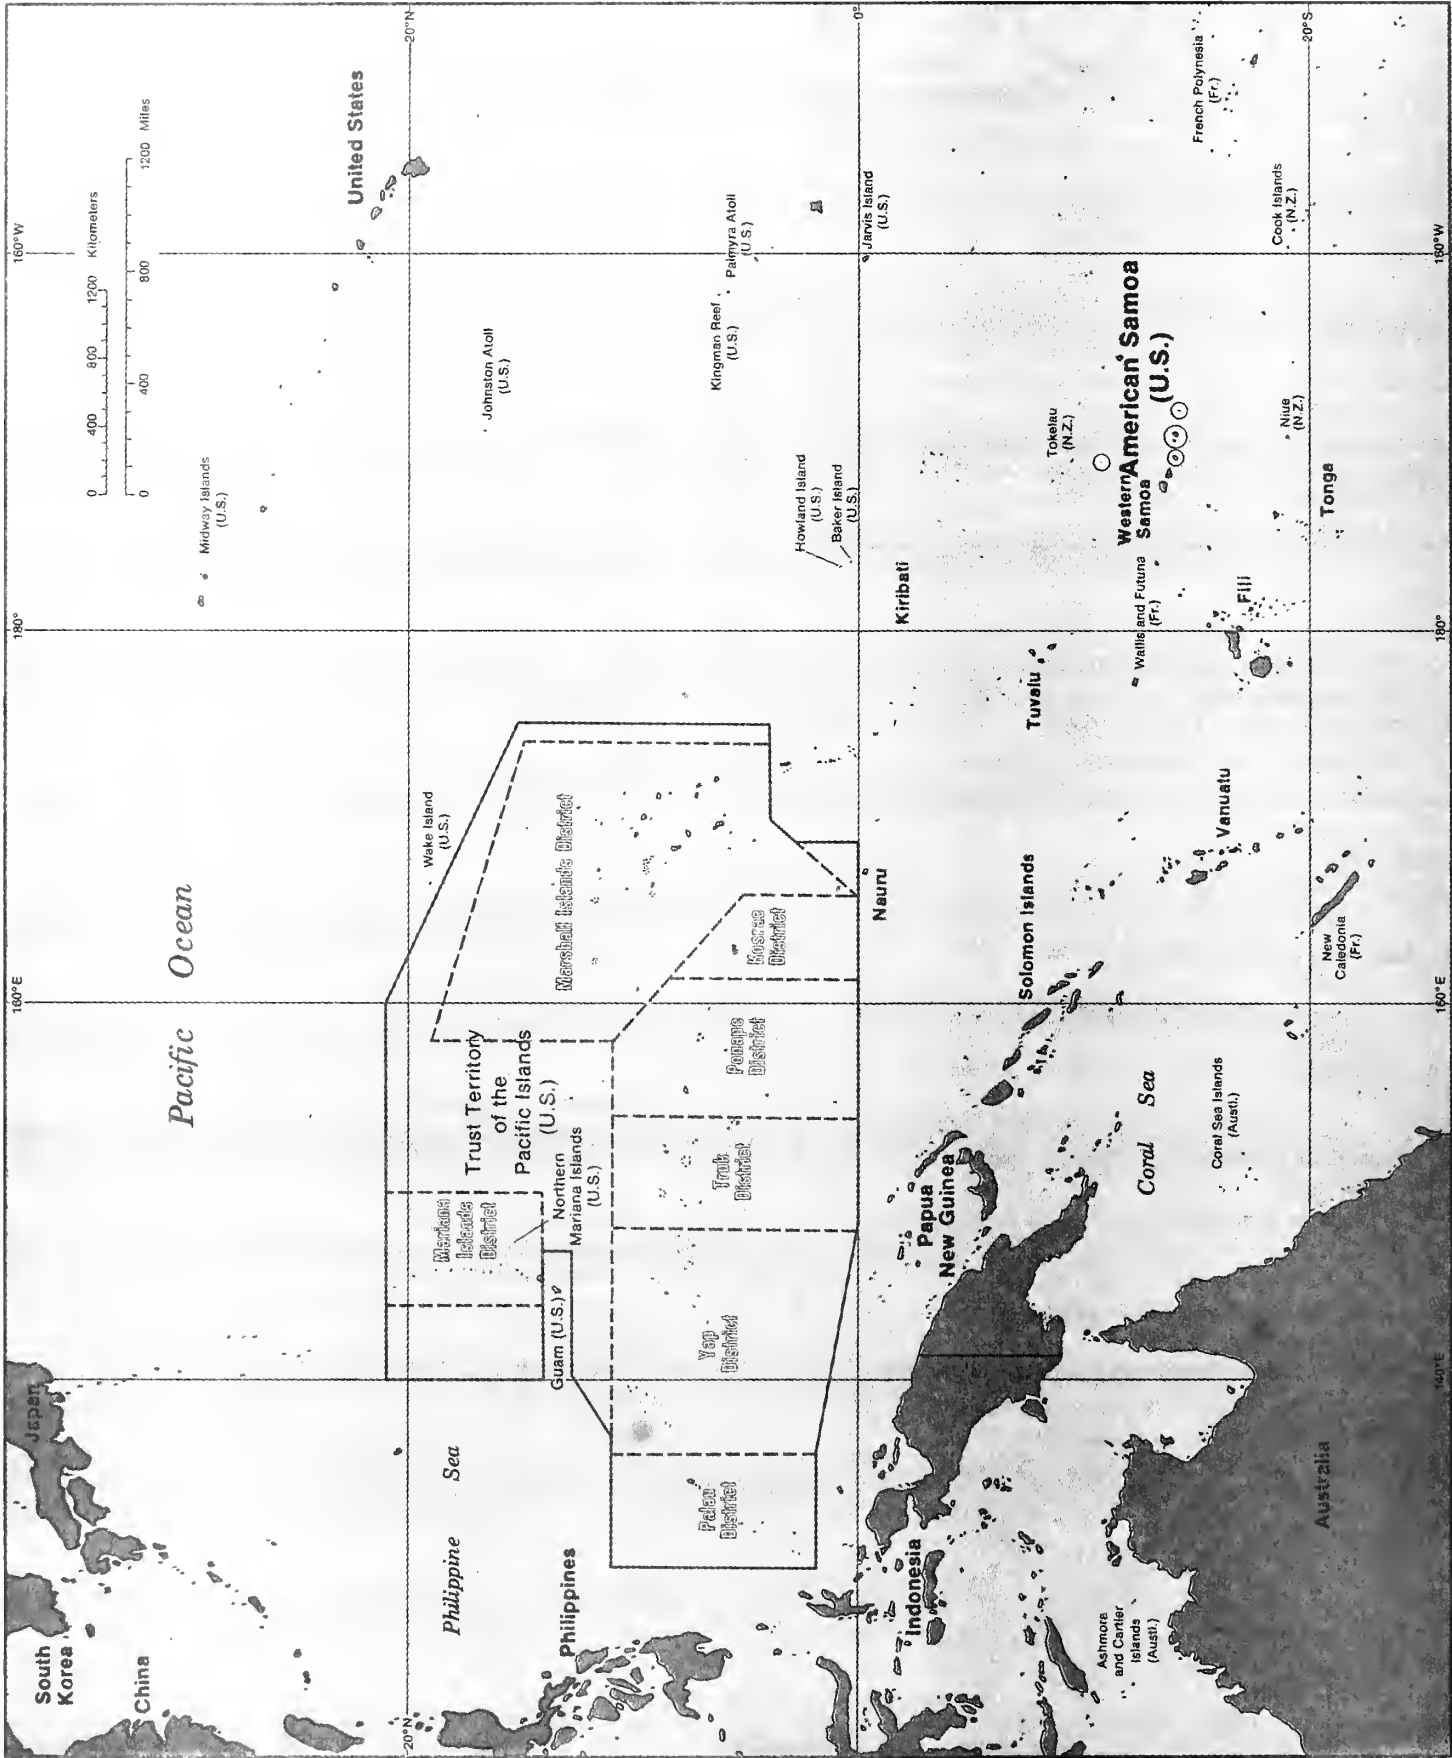 160°E
180°
160°W
South
Korea
China
Japan
Pacific Ocean
Midway Islands
(U.S.)
0 400 800 1200 Kilometers
0 400 800 1200 Miles
20°N
20°N
United States
Philippine Sea
Philippines
Wake Island
(U.S.)
Johnston Atoll
(U.S.)
Mariana
Islands
District
Trust Territory
of the
Pacific Islands
(U.S.)
Northern
Mariana Islands
(U.S.)
Guam (U.S.)
Marshall Islands District
Palau
District
Yap
District
Truk
District
Ponape
District
Kosrae
District
Kingman Reef
(U.S.)
Palmyra Atoll
(U.S.)
Howland Island
(U.S.)
Baker Island
(U.S.)
0°
Jarvis Island
(U.S.)
Nauru
Kiribati
Indonesia
Papua
New Guinea
Solomon Islands
Tuvalu
Tokelau
(N.Z.)
Ashmora
and Cartier
Islands
(Austl.)
Coral Sea
Wallis and Futuna
(Fr.)
Western
Samoa
American Samoa
(U.S.)
French Polynesia
(Fr.)
Coral Sea Islands
(Austl.)
Vanuatu
Fiji
Niue
(N.Z.)
Cook Islands
(N.Z.)
20°S
Australia
New
Caledonia
(Fr.)
Tonga
140°E
160°E
180°
160°W